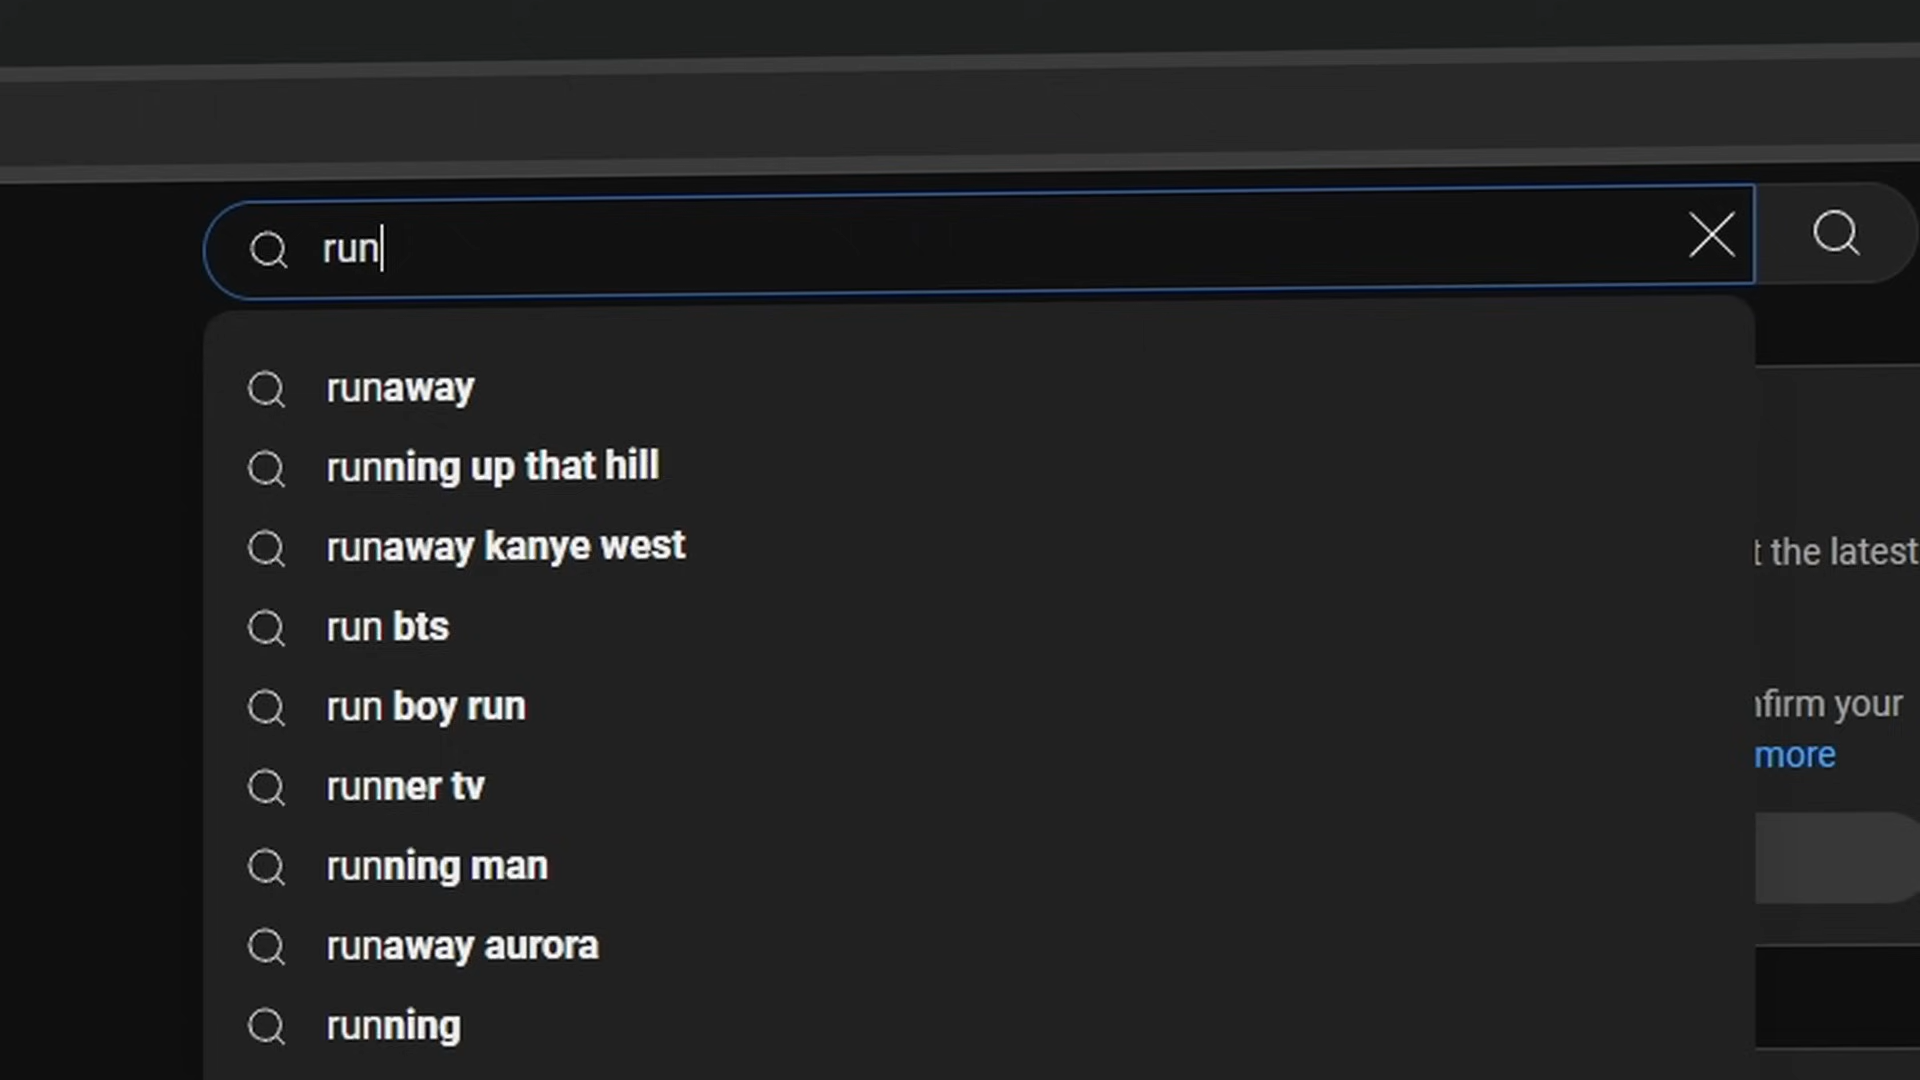 run
runaway
running up that hill
runaway kanye west
run bts
run boy run
runner tv
running man
runaway aurora
running
the latest
your
more